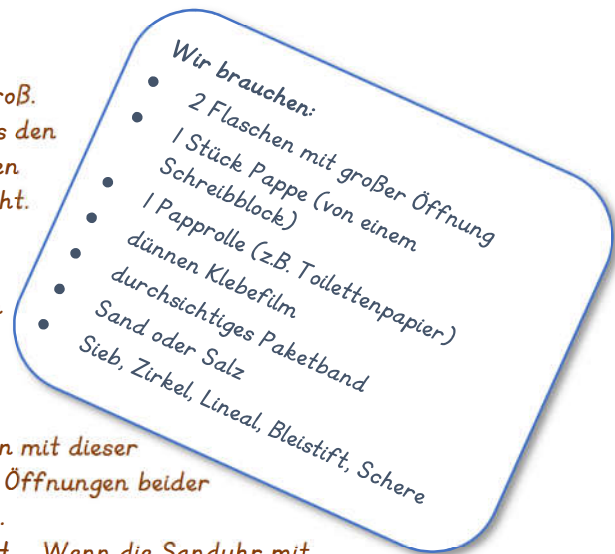 roß.
s den
en
ht.
n mit dieser
Öffnungen beider
.
t. Wenn die Sanduhr mit
Wir brauchen:
• 2 Flaschen mit großer Öffnung
• 1 Stück Pappe (von einem
Schreibblock)
• 1 Papprolle (z.B. Toilettenpapier)
• dünnen Klebefilm
• durchsichtiges Paketband
• Sand oder Salz
• Sieb, Zirkel, Lineal, Bleistift, Schere